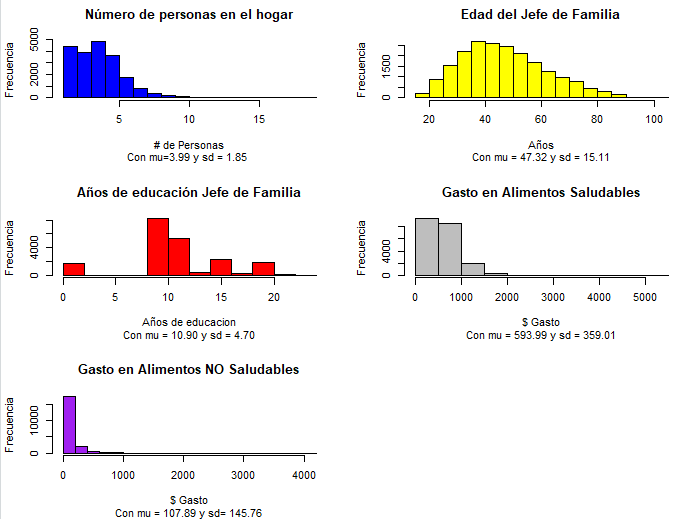 Número de personas en el hogar
Frecuencia
0 2000 5000
5 10 15
# de Personas
Con mu=3.99 y sd = 1.85
Edad del Jefe de Familia
Frecuencia
0 1500
20 40 60 80 100
Años
Con mu = 47.32 y sd = 15.11
Años de educación Jefe de Familia
Frecuencia
0 4000
0 5 10 15 20
Años de educacion
Con mu = 10.90 y sd = 4.70
Gasto en Alimentos Saludables
Frecuencia
0 4000
0 1000 2000 3000 4000 5000
$ Gasto
Con mu = 593.99 y sd = 359.01
Gasto en Alimentos NO Saludables
Frecuencia
0 10000
0 1000 2000 3000 4000
$ Gasto
Con mu = 107.89 y sd= 145.76